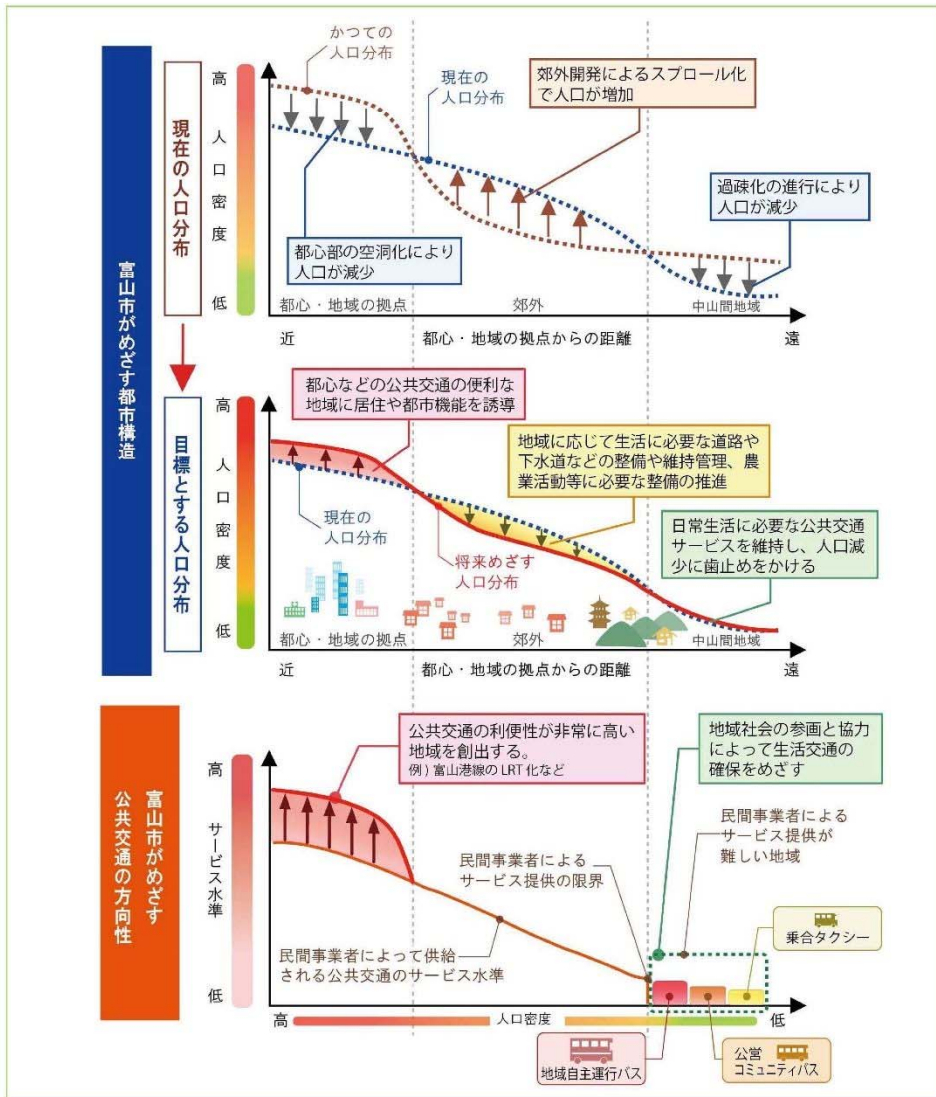 富山市がめざす都市構造
現在の人口分布
高
人口密度
低
かつての
人口分布
現在の
人口分布
郊外開発によるスプロール化
で人口が増加
過疎化の進行により
人口が減少
都心部の空洞化により
人口が減少
都心・地域の拠点
郊外
中山間地域
近
都心・地域の拠点からの距離
遠
目標とする人口分布
高
人口密度
低
都心などの公共交通の便利な
地域に居住や都市機能を誘導
地域に応じて生活に必要な道路や
下水道などの整備や維持管理、農
業活動等に必要な整備の推進
現在の
人口分布
将来めざす
人口分布
日常生活に必要な公共交通
サービスを維持し、人口減
少に歯止めをかける
都心・地域の拠点
郊外
中山間地域
近
都心・地域の拠点からの距離
遠
富山市がめざす
公共交通の方向性
高
サービス水準
低
公共交通の利便性が非常に高い
地域を創出する。
例）富山港線の LRT 化など
地域社会の参画と協力
によって生活交通の
確保をめざす
民間事業者による
サービス提供が
難しい地域
民間事業者による
サービス提供の限界
民間事業者によって供給
される公共交通のサービス水準
乗合タクシー
高
人口密度
低
地域自主運行バス
公営
コミュニティバス